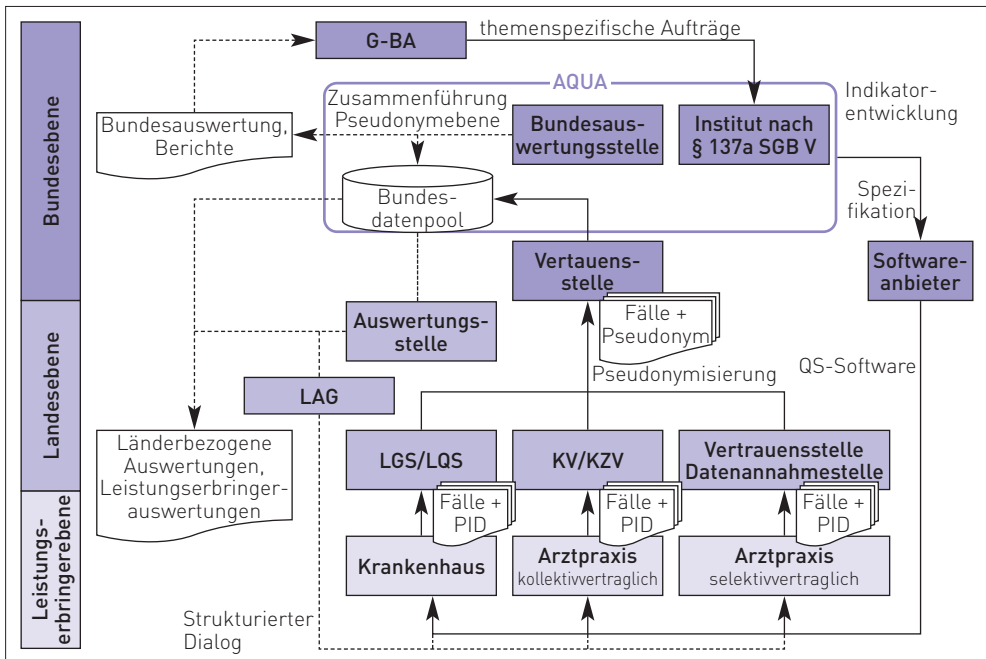 Bundesebene
Landesebene
Leistungs-
erbringerebene
G-BA
themenspezifische Aufträge
AQUA
Zusammenführung
Pseudonymebene
Bundesauswertung,
Berichte
Bundesaus-
wertungsstelle
Institut nach
§ 137a SGB V
Indikator-
entwicklung
Bundes-
datenpool
Spezi-
fikation
Vertauens-
stelle
Software-
anbieter
Fälle +
Pseudonym
Auswertungs-
stelle
Pseudonymisierung
QS-Software
LAG
Länderbezogene
Auswertungen,
Leistungserbringer-
auswertungen
LGS/LQS
KV/KZV
Vertrauensstelle
Datenannahmestelle
Fälle +
PID
Fälle +
PID
Fälle +
PID
Krankenhaus
Arztpraxis
kollektivvertraglich
Arztpraxis
selektivvertraglich
Strukturierter
Dialog